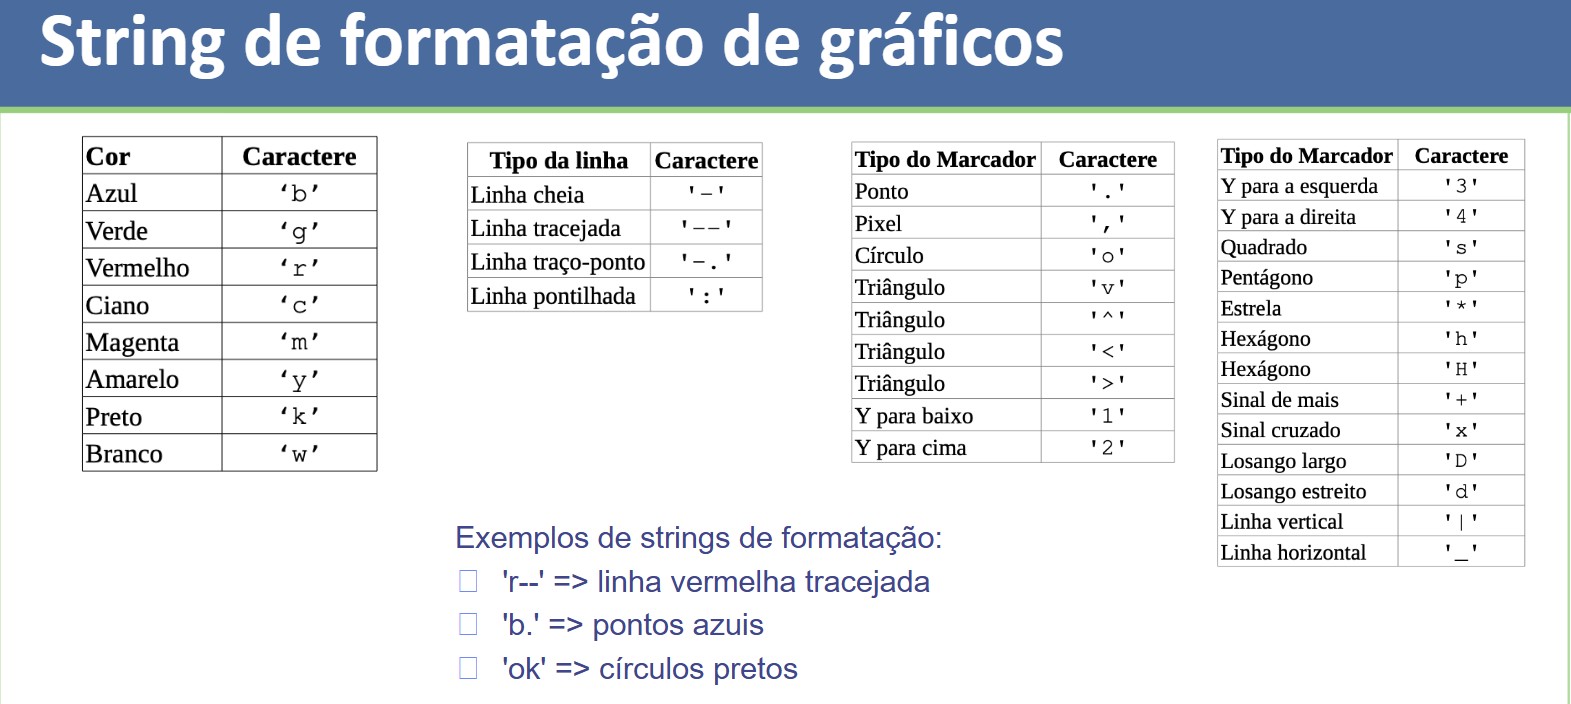 String de formatação de gráficos
Cor Caractere
Azul ‘b’
Verde ‘g’
Vermelho ‘r’
Ciano ‘c’
Magenta ‘m’
Amarelo ‘y’
Preto ‘k’
Branco ‘w’
Tipo da linha Caractere
Linha cheia '-'
Linha tracejada '--'
Linha traço-ponto '-.'
Linha pontilhada ':'
Tipo do Marcador Caractere
Ponto '.'
Pixel ','
Círculo 'o'
Triângulo 'v'
Triângulo '^'
Triângulo '<'
Triângulo '>'
Y para baixo '1'
Y para cima '2'
Tipo do Marcador Caractere
Y para a esquerda '3'
Y para a direita '4'
Quadrado 's'
Pentágono 'p'
Estrela '*'
Hexágono 'h'
Hexágono 'H'
Sinal de mais '+'
Sinal cruzado 'x'
Losango largo 'D'
Losango estreito 'd'
Linha vertical '|'
Linha horizontal '_'
Exemplos de strings de formatação:
'r--' => linha vermelha tracejada
'b.' => pontos azuis
'ok' => círculos pretos